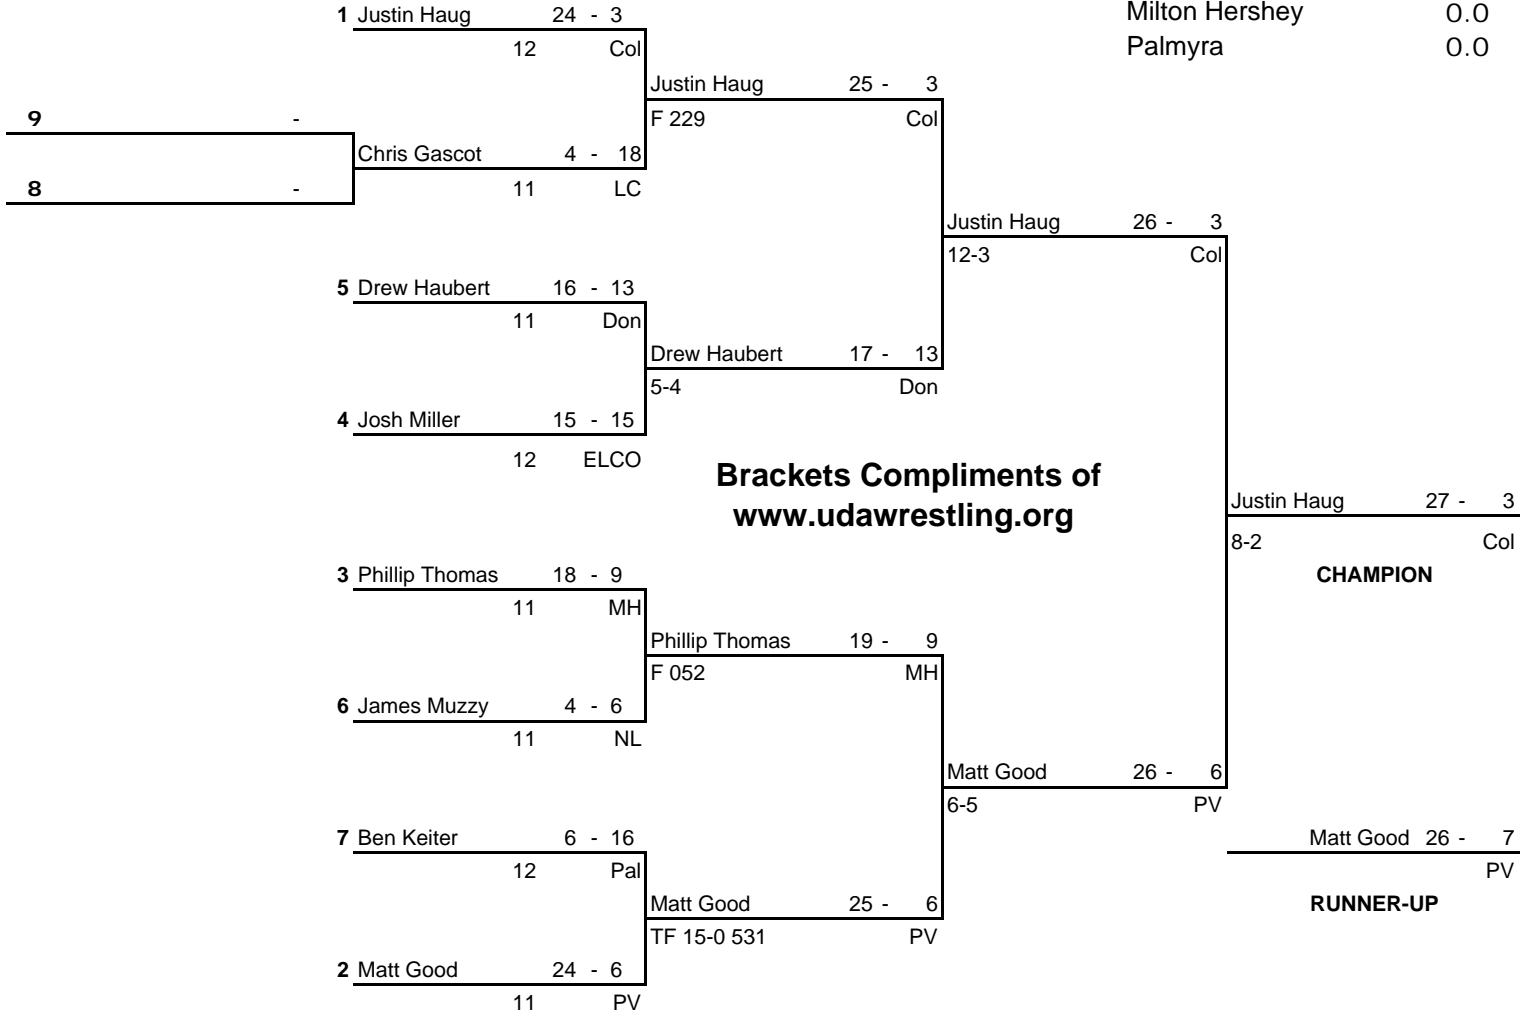 1 Justin Haug 24 - 3
Milton Hershey 0.0
12 Col
Palmyra 0.0
Justin Haug 25 - 3
9 -
F 229 Col
Chris Gascot 4 - 18
8 -
11 LC
Justin Haug 26 - 3
12-3 Col
5 Drew Haubert 16 - 13
11 Don
Drew Haubert 17 - 13
5-4 Don
4 Josh Miller 15 - 15
12 ELCO
Brackets Compliments of
www.udawrestling.org
Justin Haug 27 - 3
8-2 Col
CHAMPION
3 Phillip Thomas 18 - 9
11 MH
Phillip Thomas 19 - 9
F 052 MH
6 James Muzzy 4 - 6
11 NL
Matt Good 26 - 6
6-5 PV
7 Ben Keiter 6 - 16
Matt Good 26 - 7
12 Pal
PV
Matt Good 25 - 6
RUNNER-UP
TF 15-0 531 PV
2 Matt Good 24 - 6
11 PV